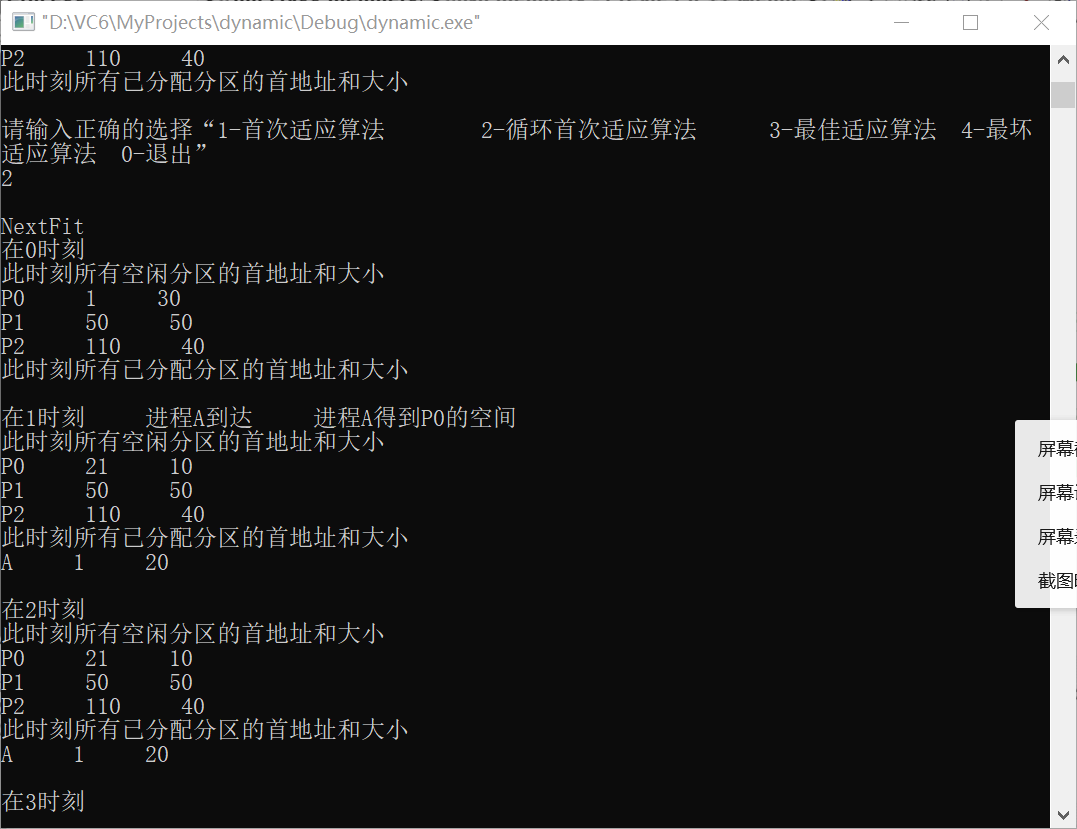 "D:\VC6\MyProjects\dynamic\Debug\dynamic.exe"
P2 110 40
此时刻所有已分配分区的首地址和大小
请输入正确的选择“1-首次适应算法 2-循环首次适应算法 3-最佳适应算法 4-最坏
适应算法 0-退出”
2
NextFit
在0时刻
此时刻所有空闲分区的首地址和大小
P0 1 30
P1 50 50
P2 110 40
此时刻所有已分配分区的首地址和大小
在1时刻 进程A到达 进程A得到P0的空间
此时刻所有空闲分区的首地址和大小
P0 21 10
P1 50 50
P2 110 40
此时刻所有已分配分区的首地址和大小
A 1 20
在2时刻
此时刻所有空闲分区的首地址和大小
P0 21 10
P1 50 50
P2 110 40
此时刻所有已分配分区的首地址和大小
A 1 20
在3时刻
屏幕
屏幕
屏幕
截图